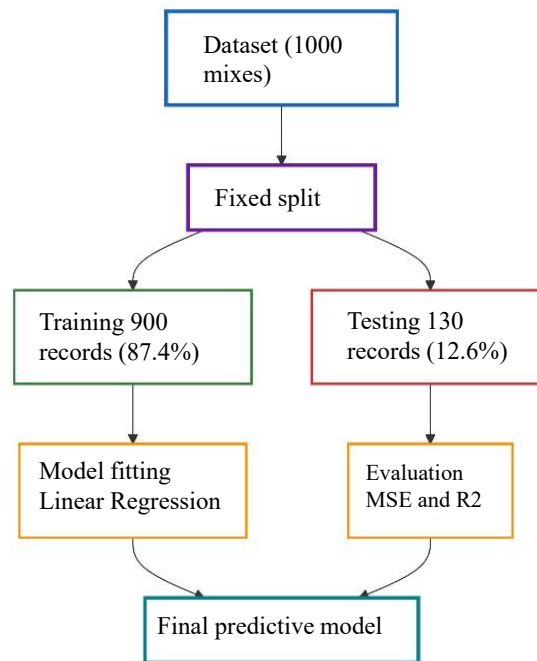 Dataset (1000
mixes)
Fixed split
Training 900
records (87.4%)
Testing 130
records (12.6%)
Model fitting
Linear Regression
Evaluation
MSE and R2
Final predictive model